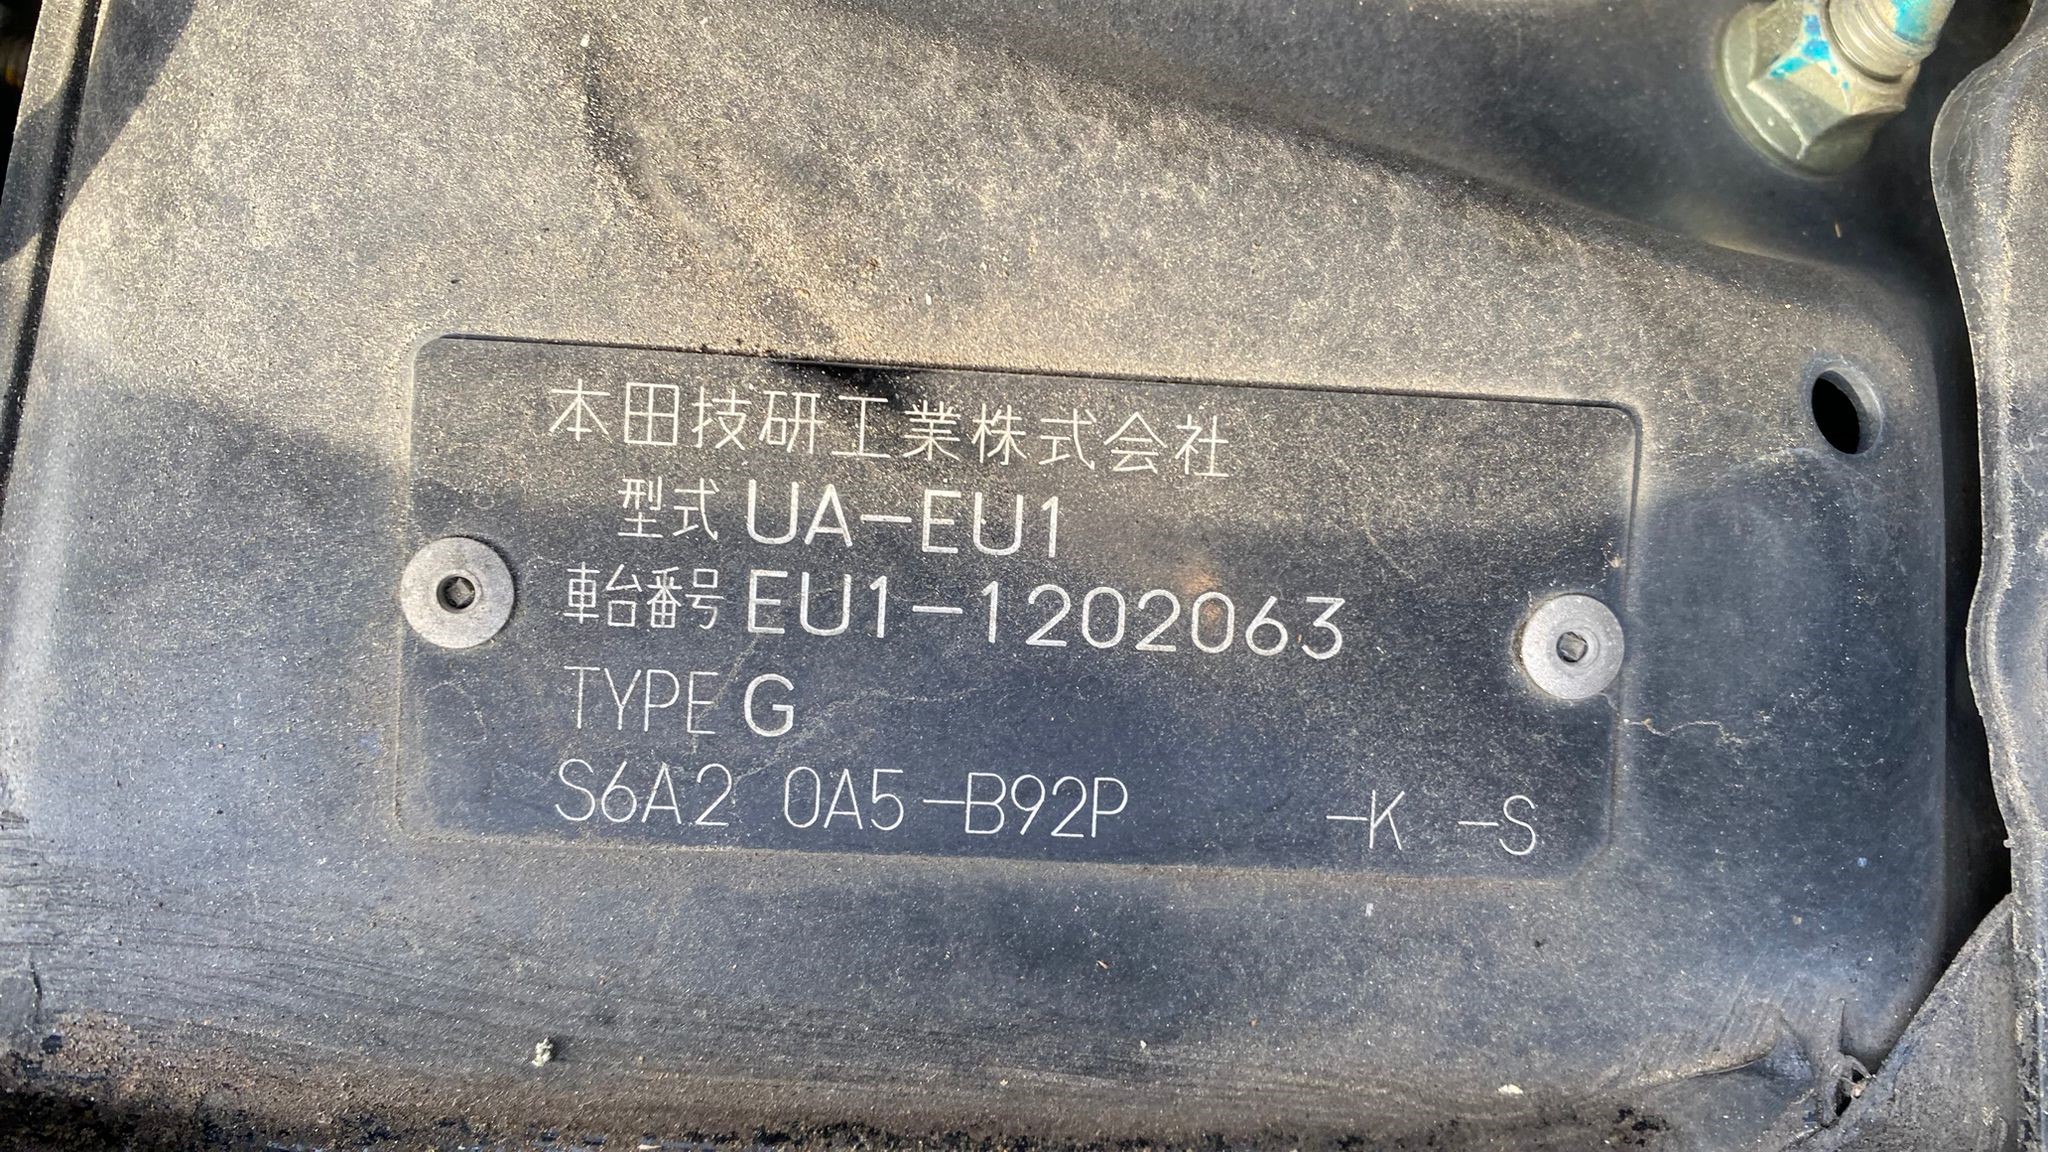 本田技研工業株式会社
型式 UA-EU1
車台番号 EU1-1202063
TYPE G
S6A2 0A5-B92P -K -S